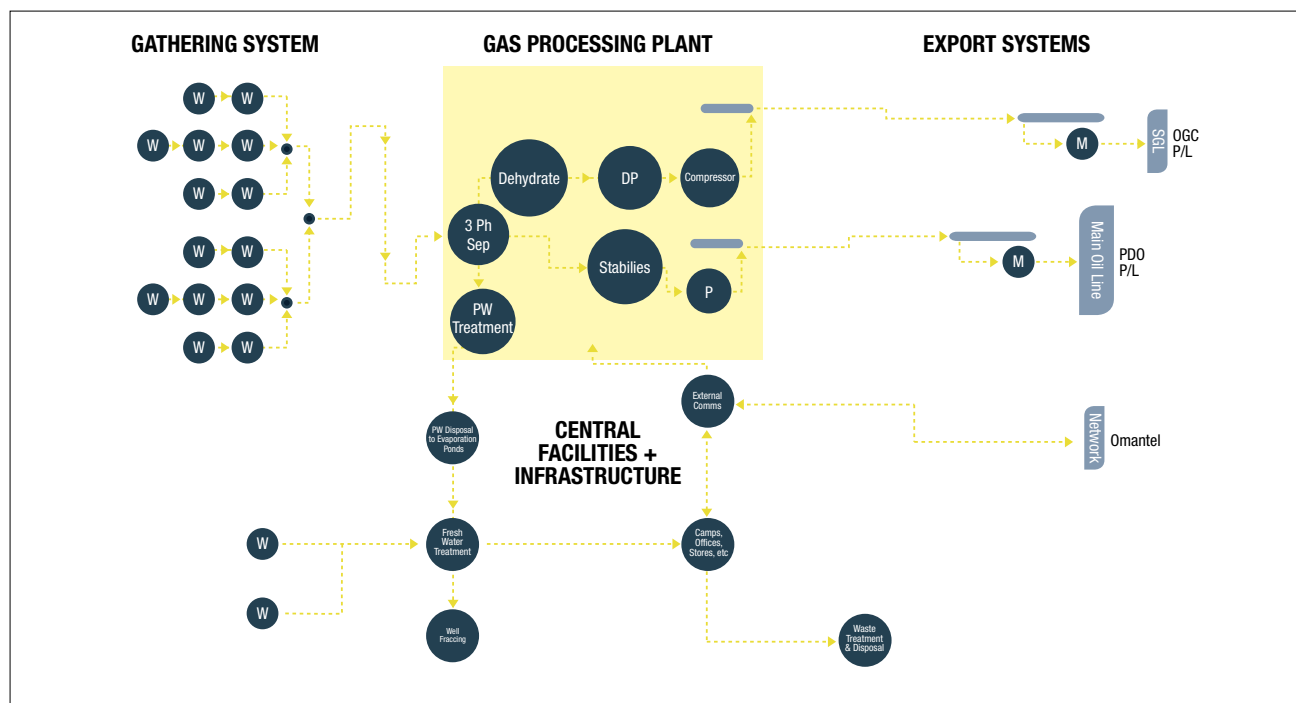 GATHERING SYSTEM
GAS PROCESSING PLANT
EXPORT SYSTEMS
W W
W W W
W W
W W
W W W
W W
Dehydrate
DP
Compressor
3 Ph
Sep
Stabilies
P
PW
Treatment
M
SGL
OGC
P/L
M
Main Oil Line
PDO
P/L
External
Comms
Network
Omantel
PW Disposal
to Evaporation
Ponds
CENTRAL
FACILITIES +
INFRASTRUCTURE
W
W
Fresh
Water
Treatment
Camps,
Offices,
Stores, etc
Well
Fraccing
Waste
Treatment
& Disposal